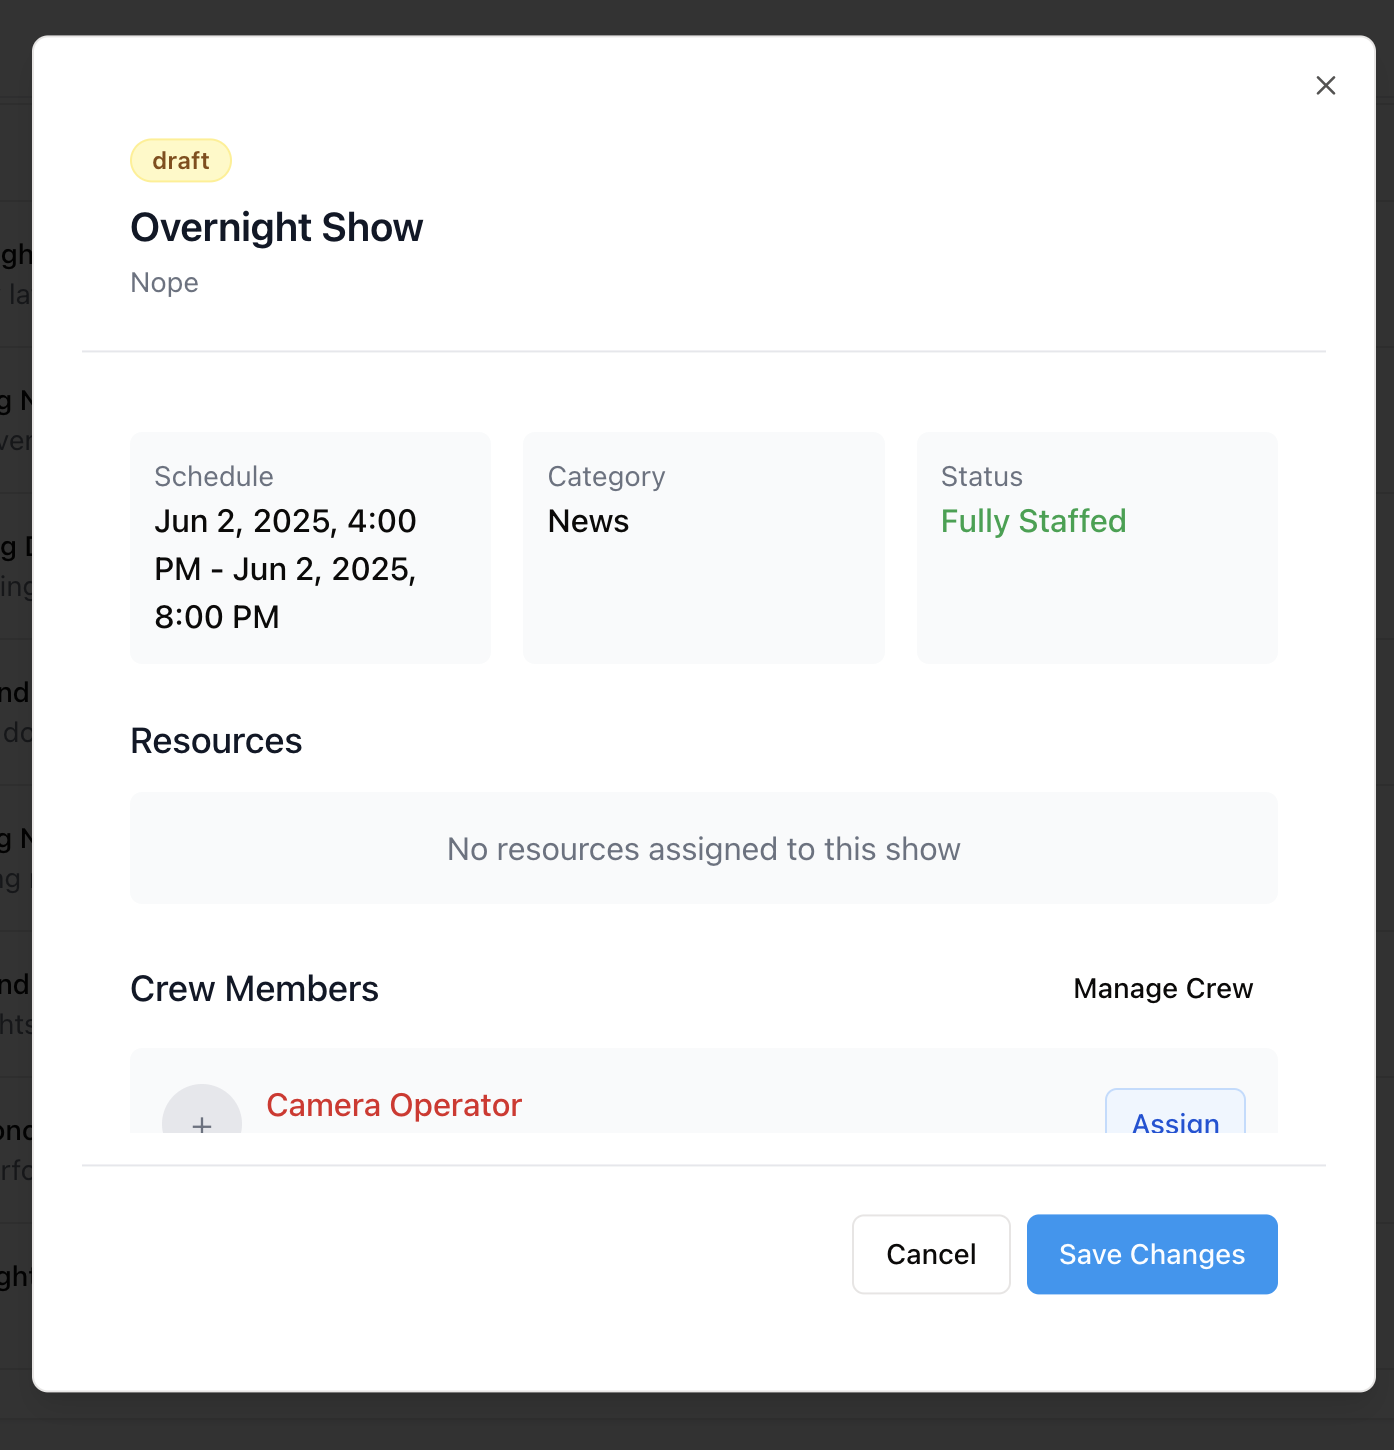 draft
Overnight Show
Nope
Schedule
Jun 2, 2025, 4:00
PM - Jun 2, 2025,
8:00 PM
Category
News
Status
Fully Staffed
Resources
No resources assigned to this show
Crew Members
Manage Crew
Camera Operator
Assign
Cancel
Save Changes